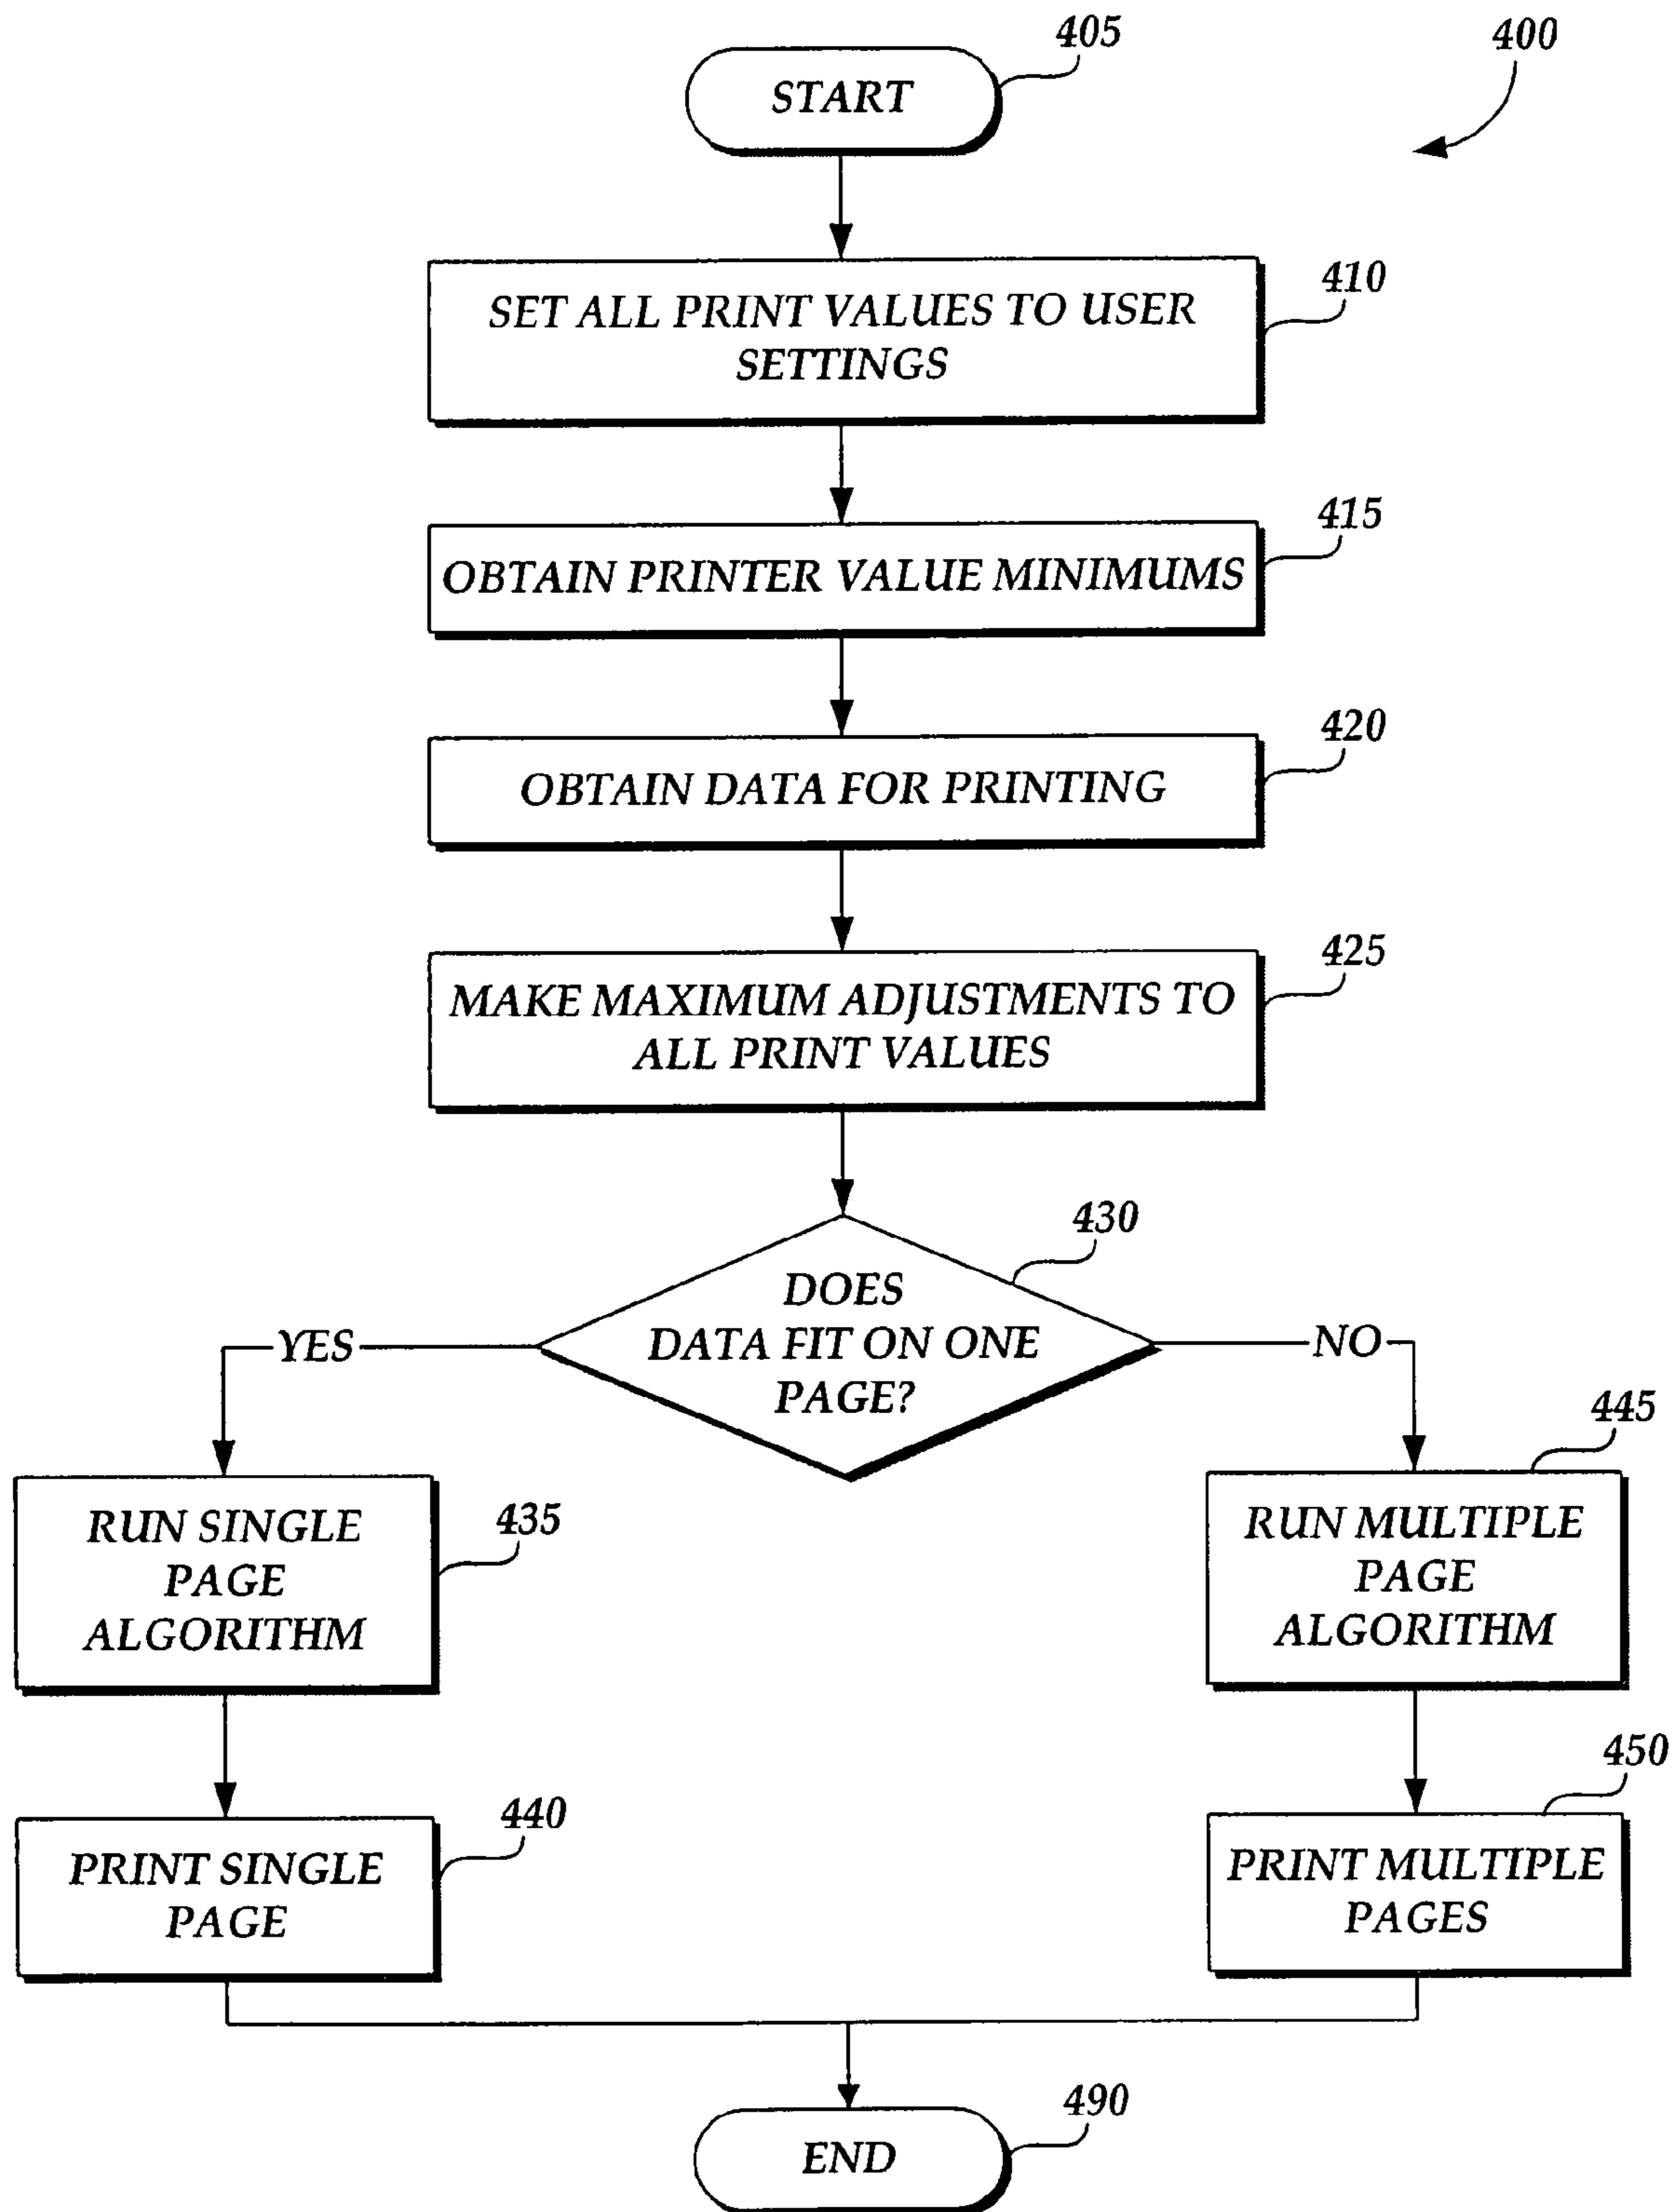 405
400
START
410
SET ALL PRINT VALUES TO USER
SETTINGS
415
OBTAIN PRINTER VALUE MINIMUMS
420
OBTAIN DATA FOR PRINTING
425
MAKE MAXIMUM ADJUSTMENTS TO
ALL PRINT VALUES
430
DOES
DATA FIT ON ONE
PAGE?
YES
NO
445
435
RUN SINGLE
PAGE
ALGORITHM
RUN MULTIPLE
PAGE
ALGORITHM
450
440
PRINT SINGLE
PAGE
PRINT MULTIPLE
PAGES
490
END